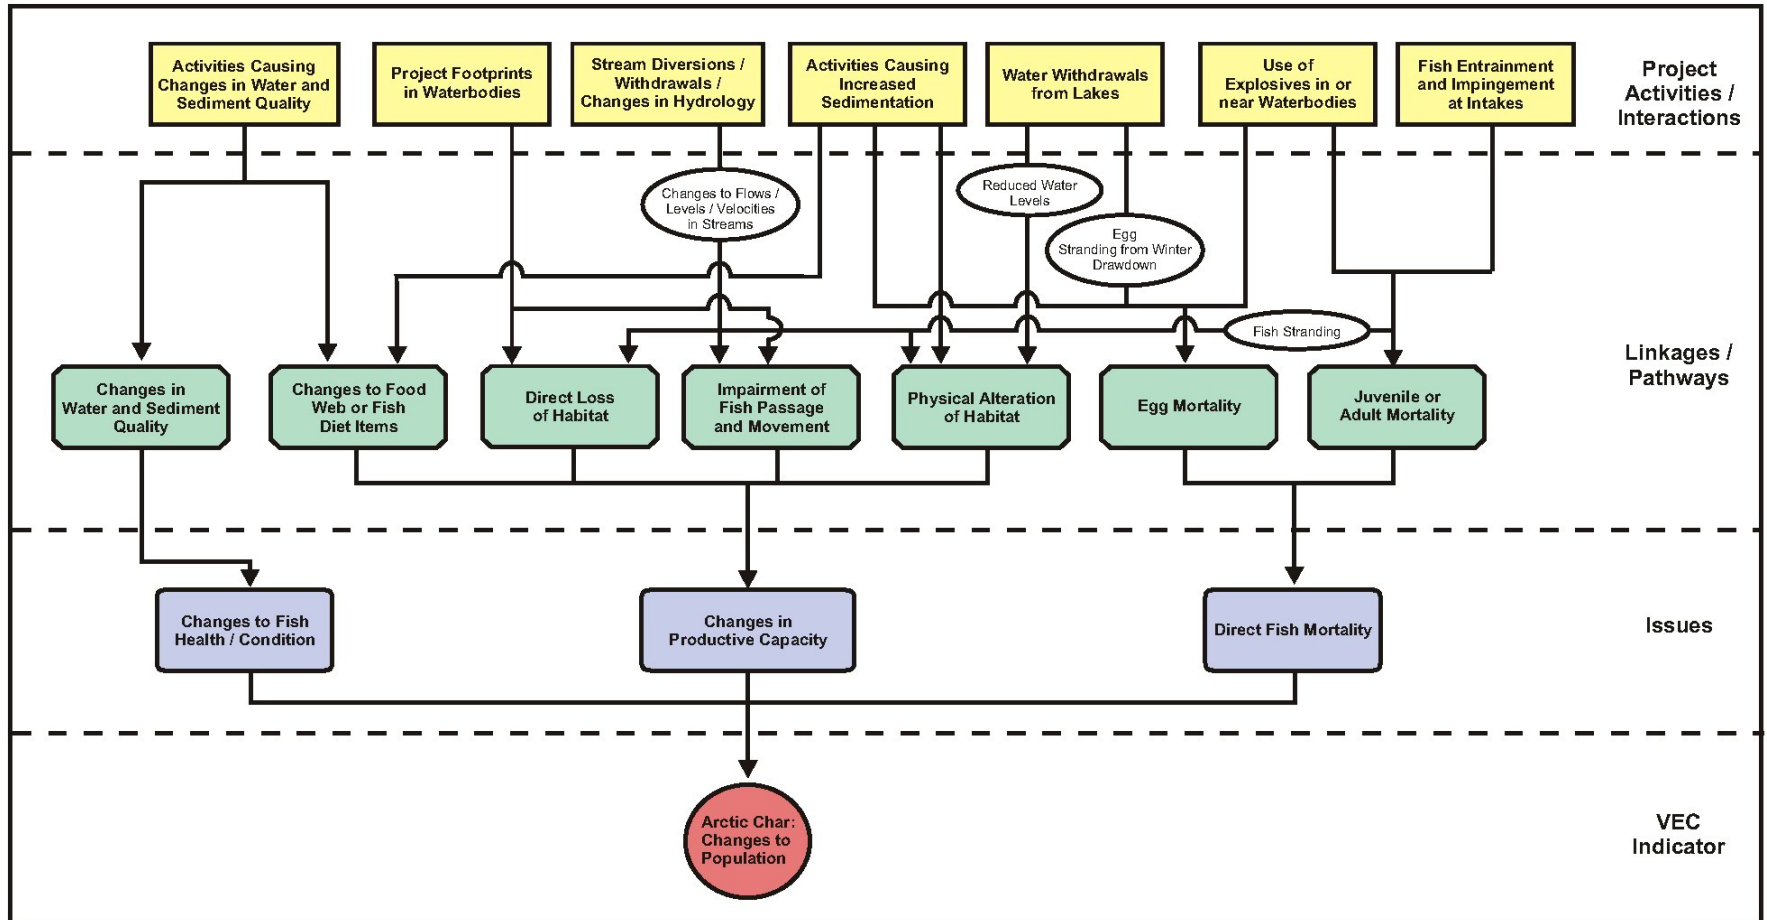 Activities Causing
Changes in Water and
Sediment Quality
Project Footprints
in Waterbodies
Stream Diversions /
Withdrawals /
Changes in Hydrology
Activities Causing
Increased
Sedimentation
Water Withdrawals
from Lakes
Use of
Explosives in or
near Waterbodies
Fish Entrainment
and Impingement
at Intakes
Project
Activities /
Interactions
Changes to Flows /
Levels / Velocities
in Streams
Reduced Water
Levels
Egg
Stranding from Winter
Drawdown
Fish Stranding
Changes in
Water and Sediment
Quality
Changes to Food
Web or Fish
Diet Items
Direct Loss
of Habitat
Impairment of
Fish Passage
and Movement
Physical Alteration
of Habitat
Egg Mortality
Juvenile or
Adult Mortality
Linkages /
Pathways
Changes to Fish
Health / Condition
Changes in
Productive Capacity
Direct Fish Mortality
Issues
Arctic Char:
Changes to
Population
VEC
Indicator